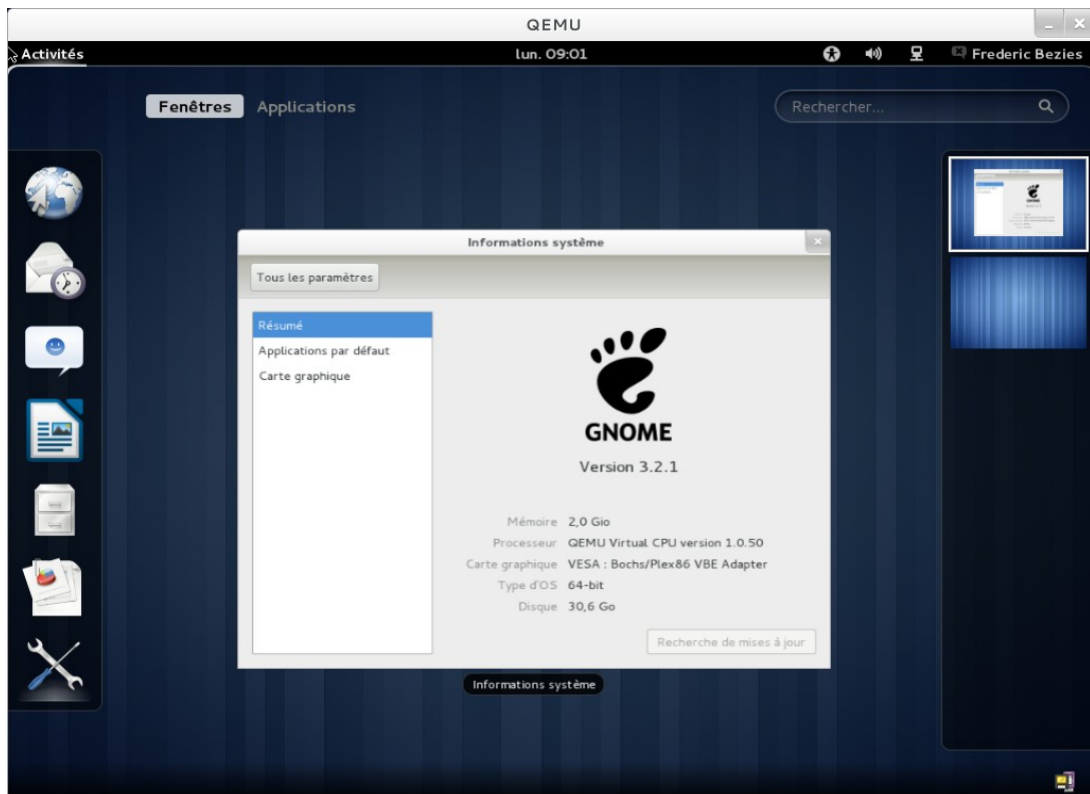 QEMU
Activités
lun. 09:01
Frederic Bezies
Fenêtres
Applications
Rechercher...
Informations système
Tous les paramètres
Résumé
Applications par défaut
Carte graphique
GNOME
Version 3.2.1
Mémoire 2,0 Gio
Processeur QEMU Virtual CPU version 1.0.50
Carte graphique VESA : Bochs/Plex86 VBE Adapter
Type d'OS 64-bit
Disque 30,6 Go
Recherche de mises à jour
Informations système